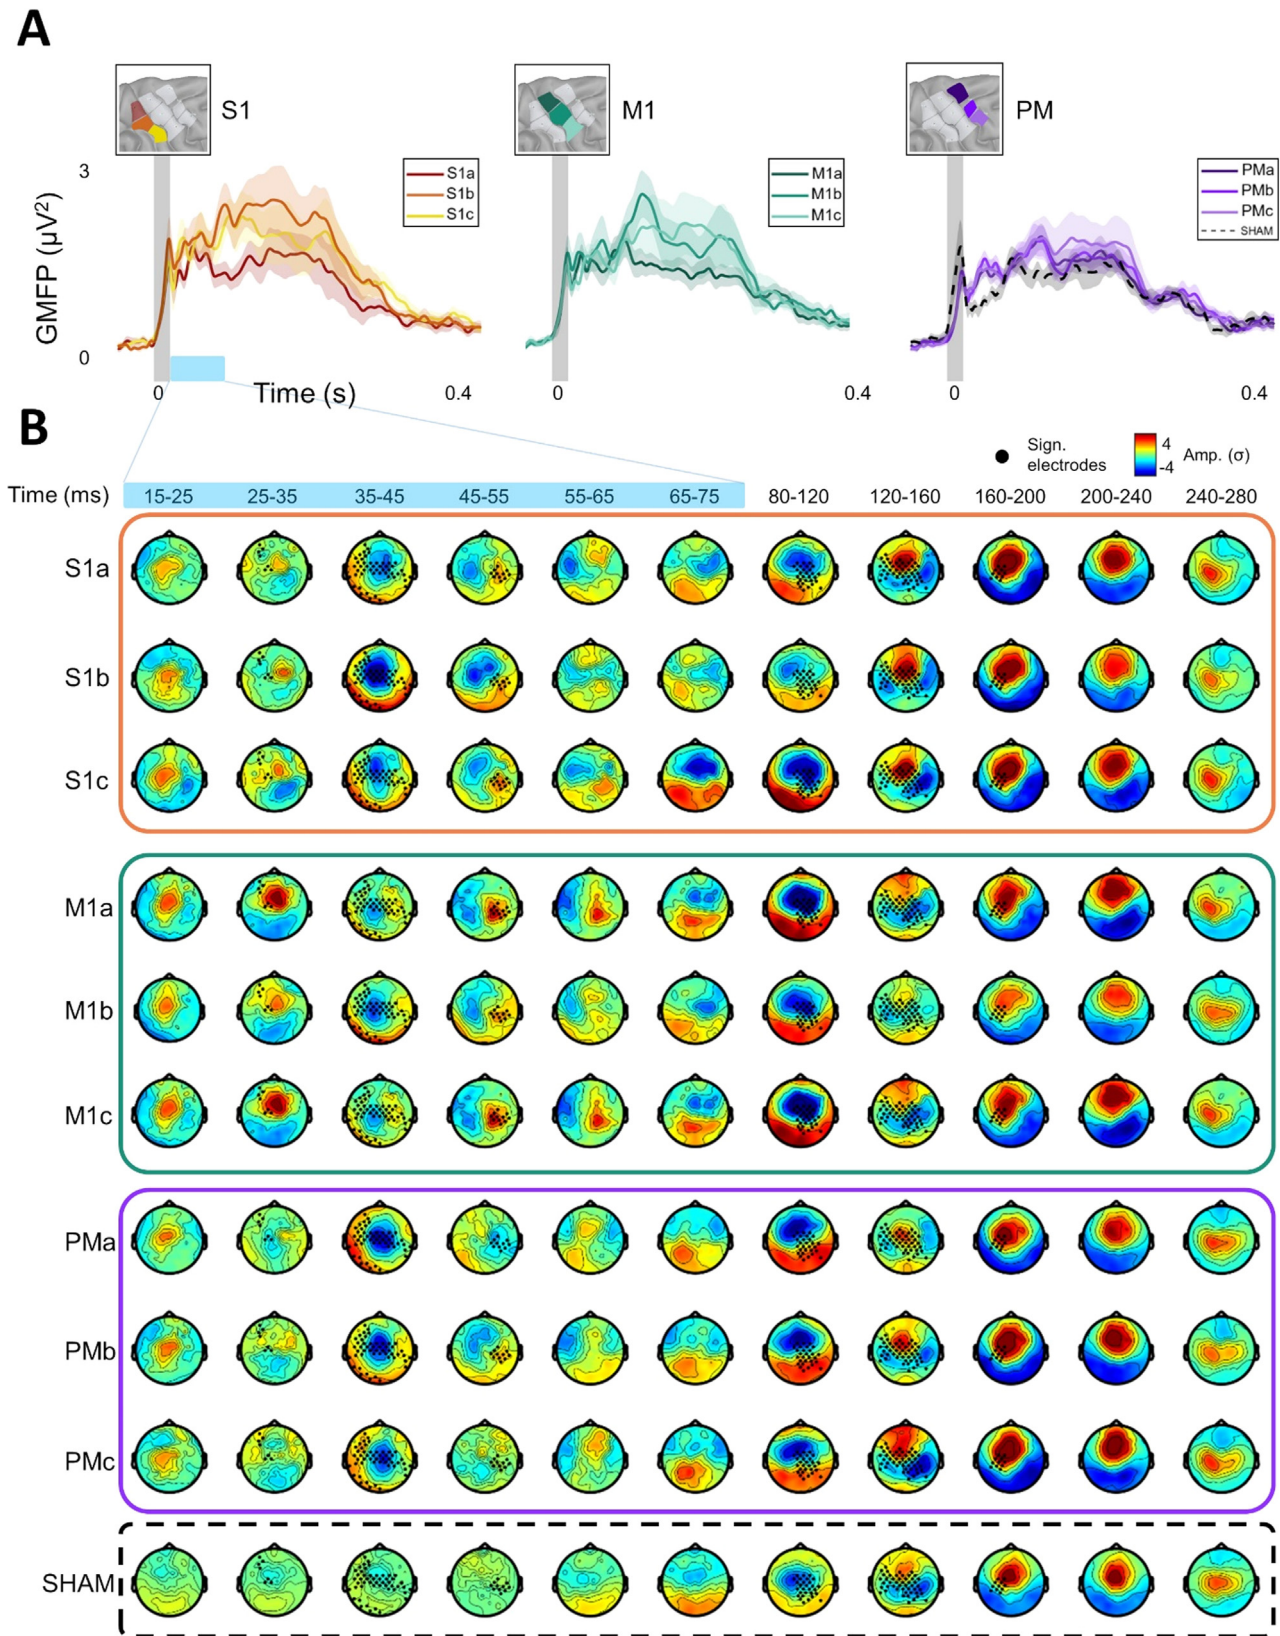 A
S1
M1
PM
3
0
GMFP (µV²)
S1a
S1b
S1c
M1a
M1b
M1c
PMa
PMb
PMc
SHAM
0
Time (s)
0.4
0
0.4
0
0.4
B
Sign.
electrodes
4
-4
Amp. (σ)
Time (ms) 15-25 25-35 35-45 45-55 55-65 65-75 80-120 120-160 160-200 200-240 240-280
S1a
S1b
S1c
M1a
M1b
M1c
PMa
PMb
PMc
SHAM